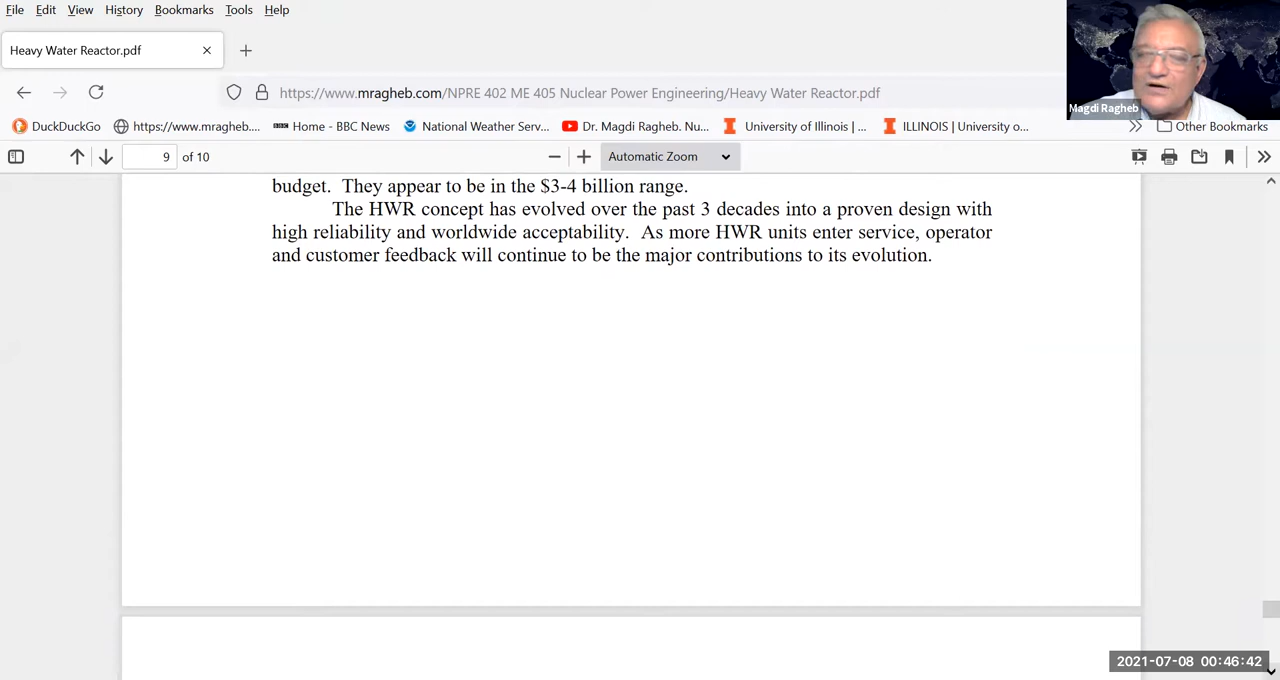 File Edit View History Bookmarks Tools Help
Heavy Water Reactor.pdf
https://www.mragheb.com/NPRE 402 ME 405 Nuclear Power Engineering/Heavy Water Reactor.pdf
Magdi Ragheb
DuckDuckGo https://www.mragheb.... BBC Home - BBC News National Weather Serv... Dr. Magdi Ragheb. Nu... University of Illinois | ... ILLINOIS | University o... Other Bookmarks
9 of 10 Automatic Zoom
budget. They appear to be in the $3-4 billion range.
The HWR concept has evolved over the past 3 decades into a proven design with
high reliability and worldwide acceptability. As more HWR units enter service, operator
and customer feedback will continue to be the major contributions to its evolution.
2021-07-08 00:46:42